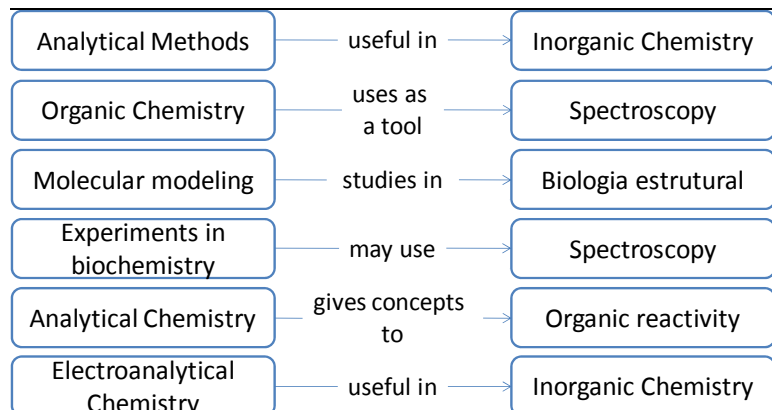 Analytical Methods useful in Inorganic Chemistry
Organic Chemistry uses as a tool Spectroscopy
Molecular modeling studies in Biologia estrutural
Experiments in biochemistry may use Spectroscopy
Analytical Chemistry gives concepts to Organic reactivity
Electroanalytical Chemistry useful in Inorganic Chemistry